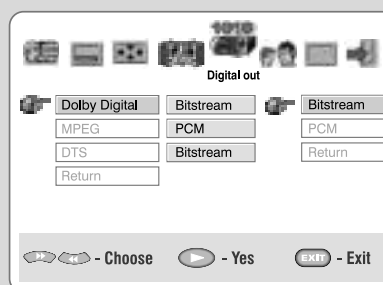 1010
Digital out
Dolby Digital Bitstream Bitstream
MPEG PCM PCM
DTS Bitstream Return
Return
- Choose - Yes EXIT - Exit